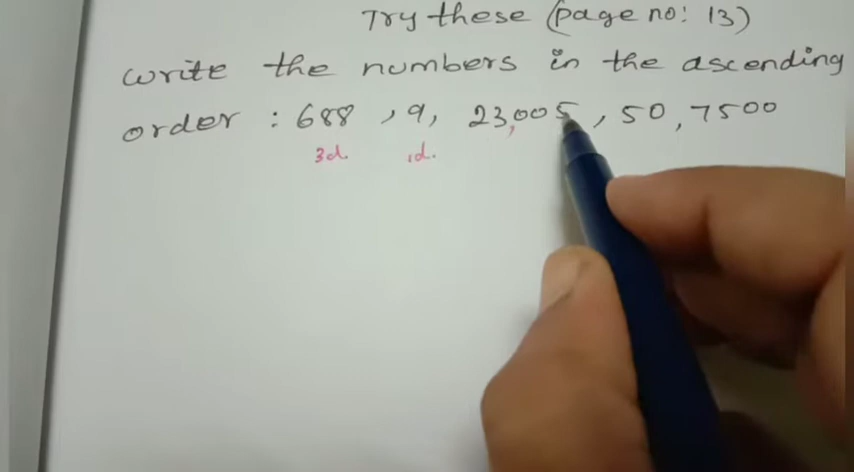 Try these (page no: 13)
write the numbers in the ascending
order : 688 , 9, 23,005 , 50, 7500
3d. 1d.